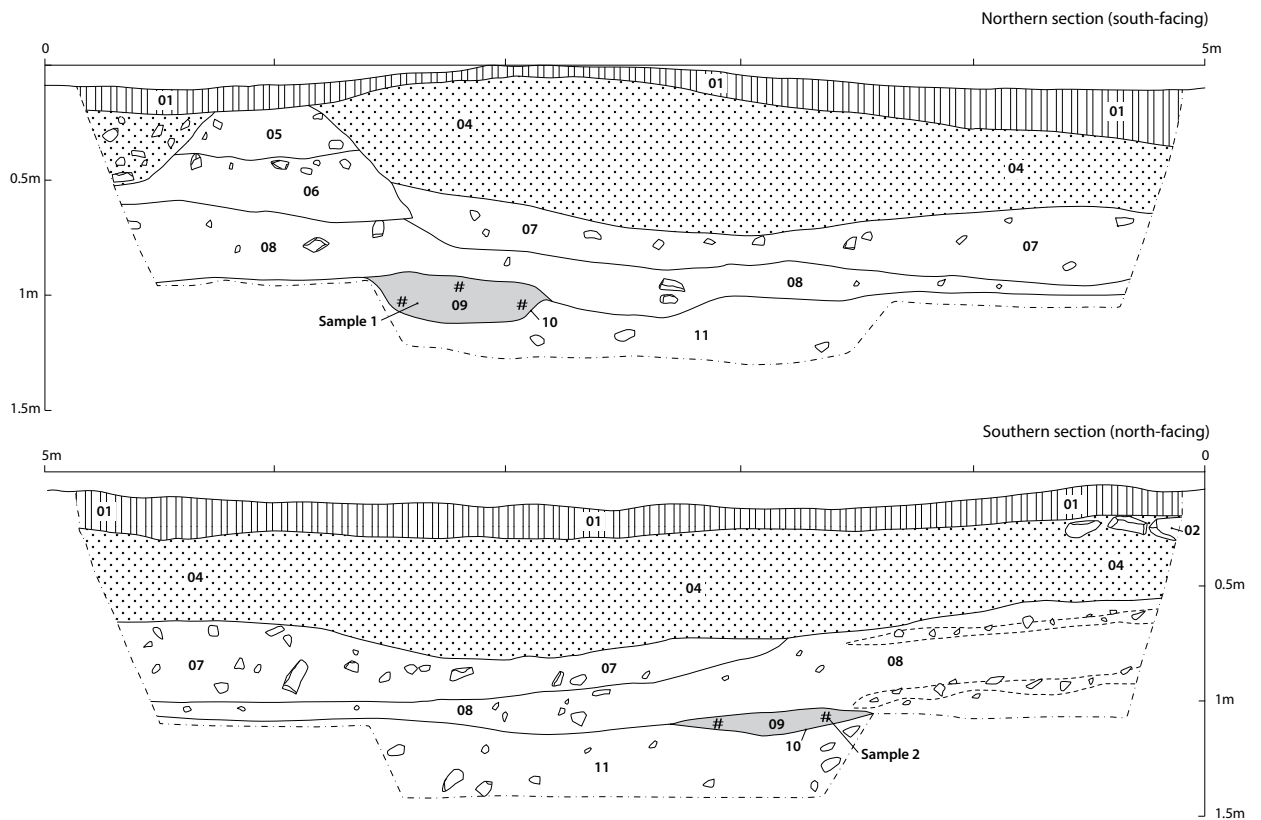 Northern section (south-facing)
0 5m
01 01 01
05 04
04
0.5m
06
07
08 07
08
1m
# # #
09
Sample 1 10
11
1.5m
Southern section (north-facing)
5m 0
01 01 01
02
04 04 04
0.5m
07 07 08
08 1m
# 09 #
10 Sample 2
11
1.5m